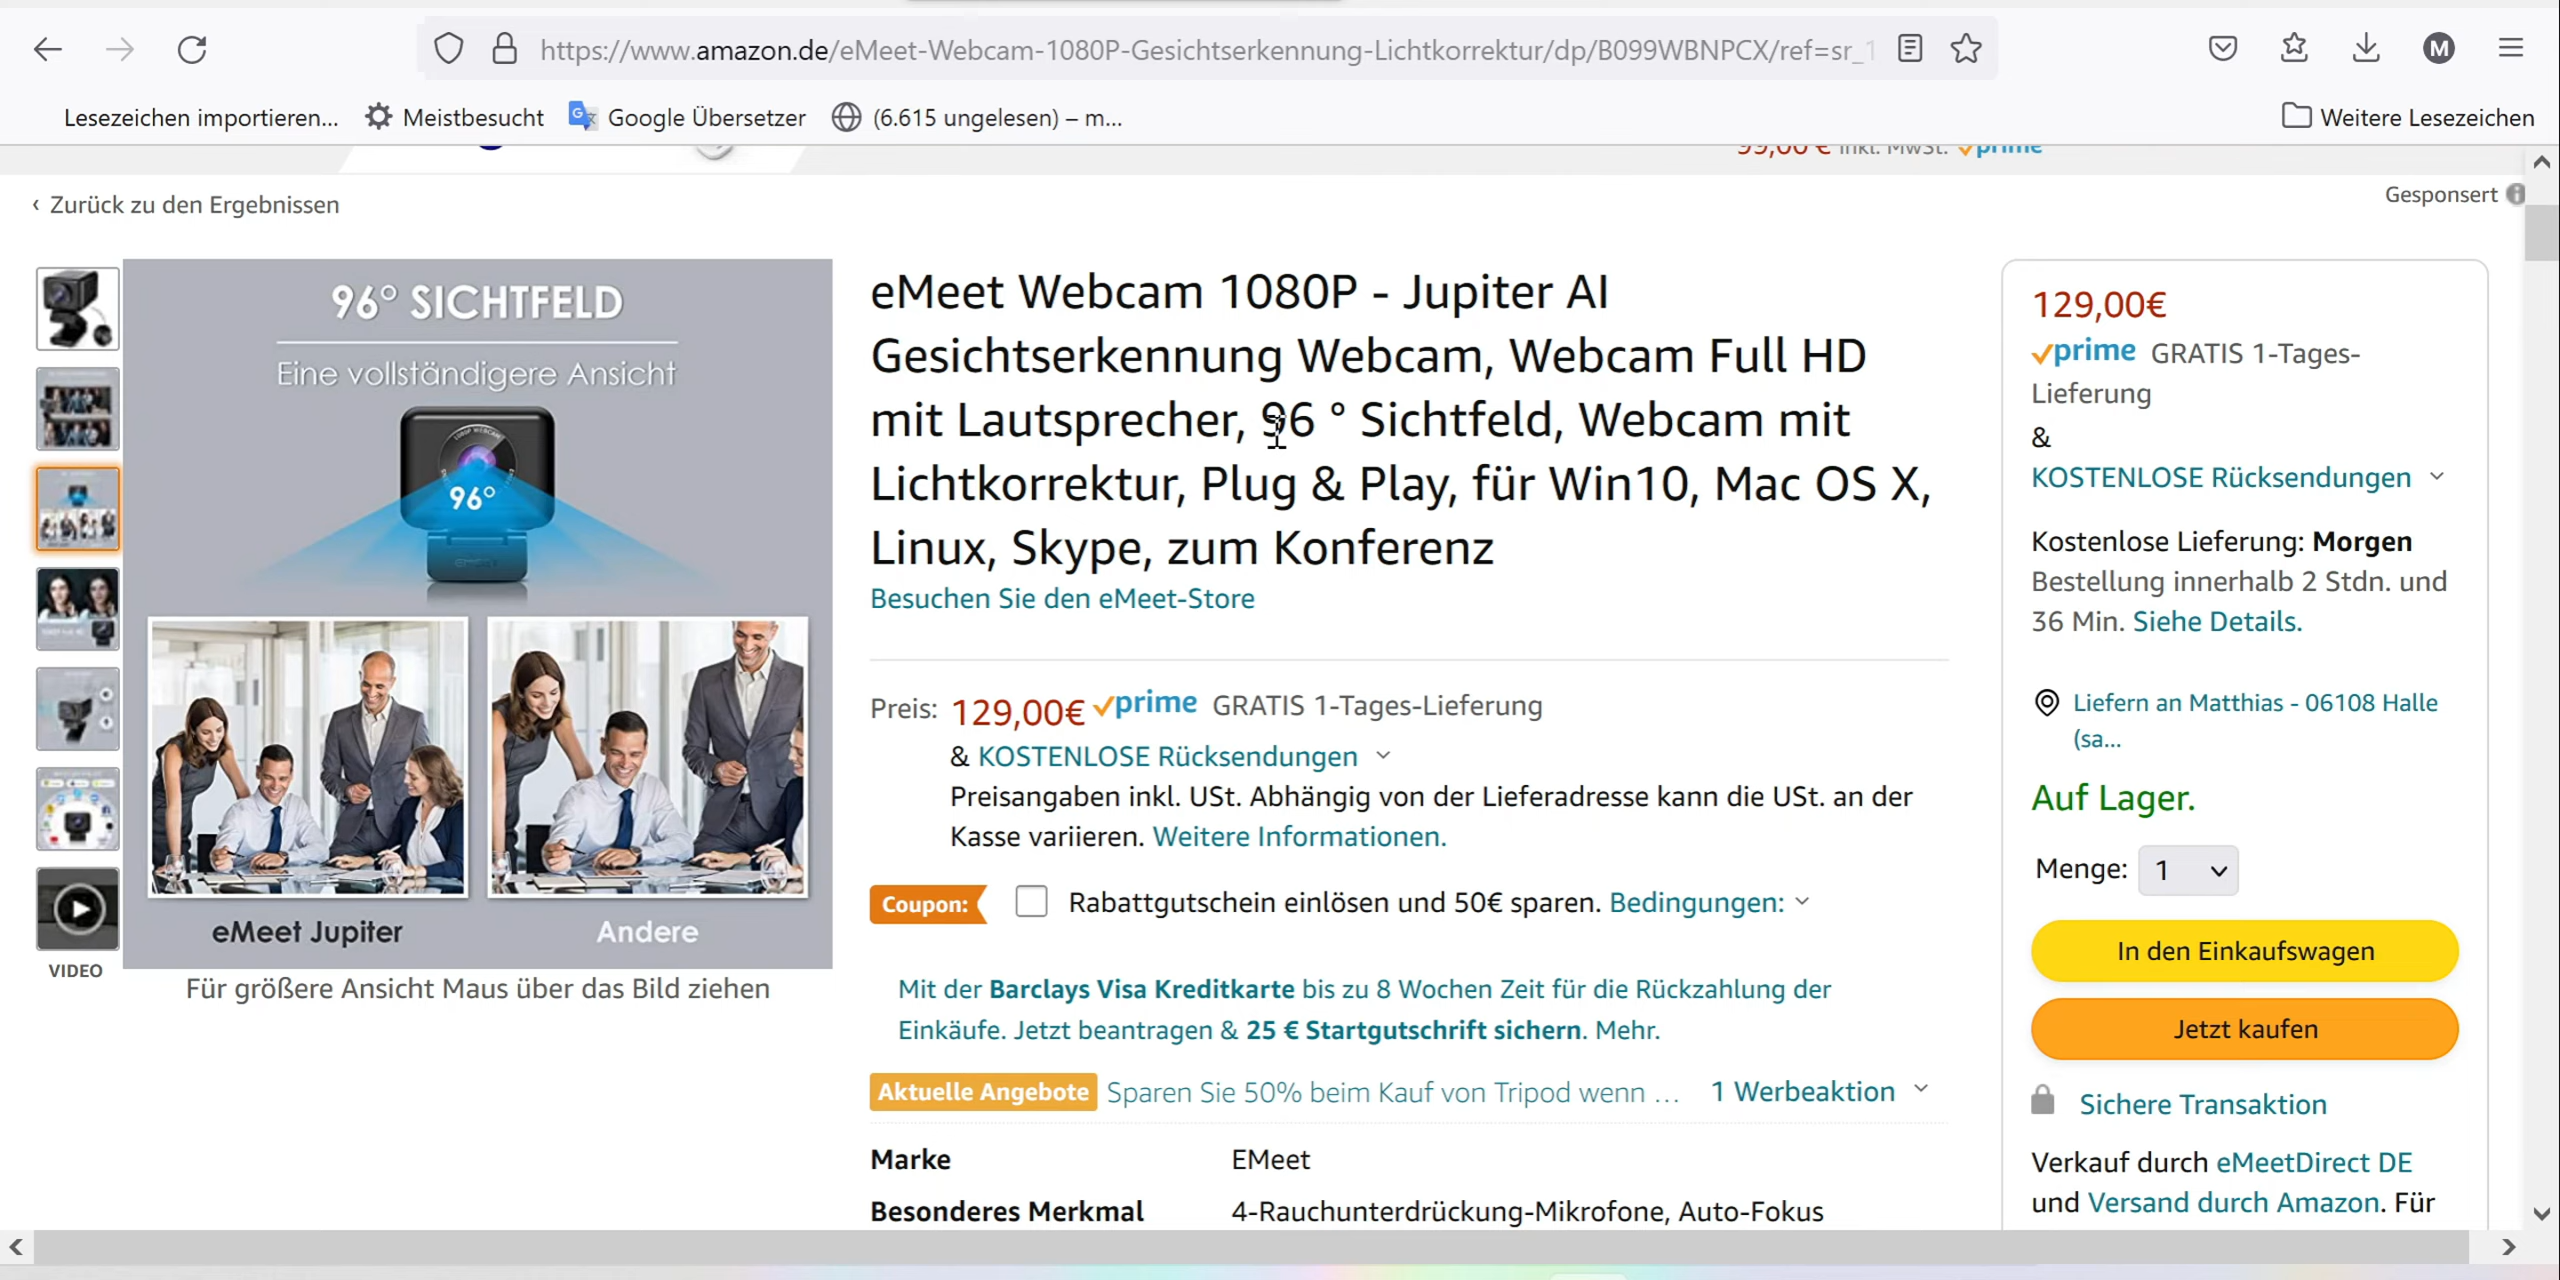 https://www.amazon.de/eMeet-Webcam-1080P-Gesichtserkennung-Lichtkorrektur/dp/B099WBNPCX/ref=sr_1
M
Lesezeichen importieren...
Meistbesucht
Google Übersetzer
(6.615 ungelesen) – m...
Weitere Lesezeichen
99,00 € inkl. MwSt. prime
‹ Zurück zu den Ergebnissen
Gesponsert
96° SICHTFELD
Eine vollständigere Ansicht
1080P WEBCAM
96°
eMeet Jupiter
Andere
VIDEO
Für größere Ansicht Maus über das Bild ziehen
eMeet Webcam 1080P - Jupiter AI
Gesichtserkennung Webcam, Webcam Full HD
mit Lautsprecher, 96 ° Sichtfeld, Webcam mit
Lichtkorrektur, Plug & Play, für Win10, Mac OS X,
Linux, Skype, zum Konferenz
Besuchen Sie den eMeet-Store
Preis: 129,00€ prime GRATIS 1-Tages-Lieferung
& KOSTENLOSE Rücksendungen
Preisangaben inkl. USt. Abhängig von der Lieferadresse kann die USt. an der
Kasse variieren. Weitere Informationen.
Coupon: Rabattgutschein einlösen und 50€ sparen. Bedingungen:
Mit der Barclays Visa Kreditkarte bis zu 8 Wochen Zeit für die Rückzahlung der
Einkäufe. Jetzt beantragen & 25 € Startgutschrift sichern. Mehr.
Aktuelle Angebote Sparen Sie 50% beim Kauf von Tripod wenn ... 1 Werbeaktion
Marke EMeet
Besonderes Merkmal 4-Rauchunterdrückung-Mikrofone, Auto-Fokus
129,00€
prime GRATIS 1-Tages-
Lieferung
&
KOSTENLOSE Rücksendungen
Kostenlose Lieferung: Morgen
Bestellung innerhalb 2 Stdn. und
36 Min. Siehe Details.
Liefern an Matthias - 06108 Halle
(sa...
Auf Lager.
Menge: 1
In den Einkaufswagen
Jetzt kaufen
Sichere Transaktion
Verkauf durch eMeetDirect DE
und Versand durch Amazon. Für